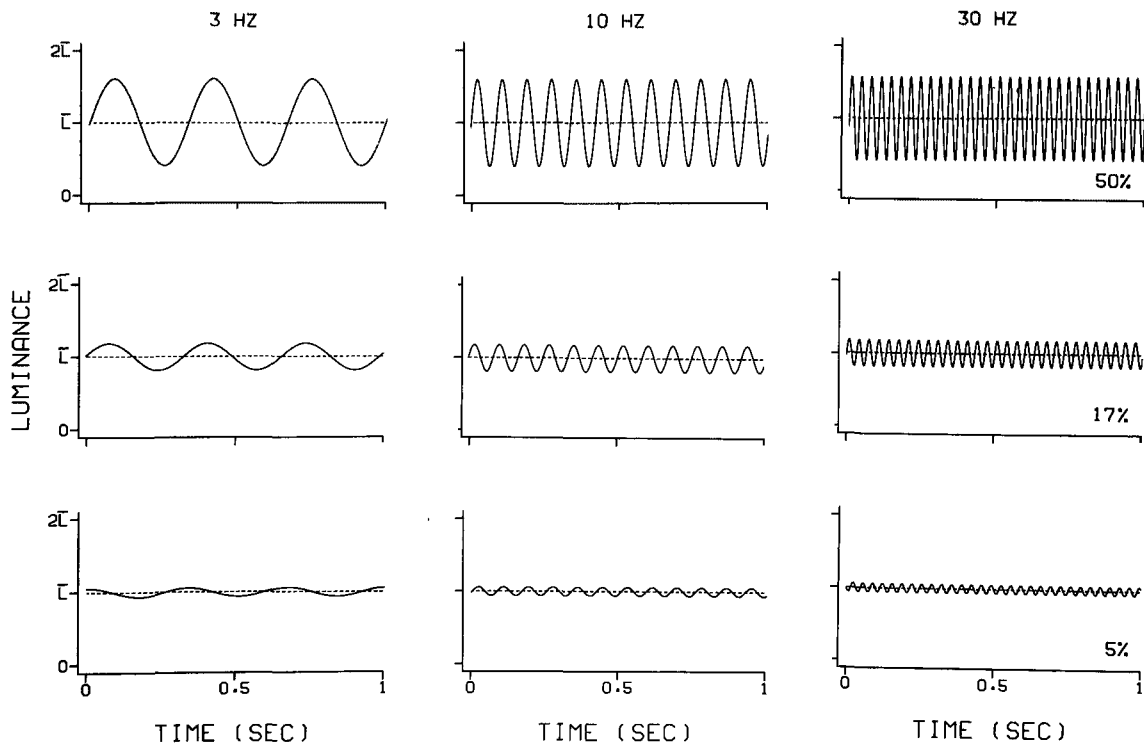 3 HZ
10 HZ
30 HZ
2L̅
L̅
0
50%
LUMINANCE
2L̅
L̅
0
17%
2L̅
L̅
0
5%
0
0.5
1
0
0.5
1
0
0.5
1
TIME (SEC)
TIME (SEC)
TIME (SEC)